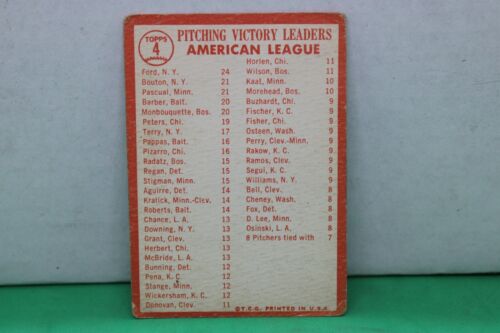 TOPPS
4
PITCHING VICTORY LEADERS
AMERICAN LEAGUE
Ford, N. Y. 24
Bouton, N. Y. 21
Pascual, Minn. 21
Barber, Balt. 20
Monbouquette, Bos. 20
Peters, Chi. 19
Terry, N. Y. 17
Pappas, Balt. 16
Pizarro, Chi. 16
Radatz, Bos. 15
Regan, Det. 15
Stigman, Minn. 15
Aguirre, Det. 14
Kralick, Minn.-Clev. 14
Roberts, Balt. 14
Chance, L. A. 13
Downing, N. Y. 13
Grant, Clev. 13
Herbert, Chi. 13
McBride, L. A. 13
Bunning, Det. 12
Pena, K. C. 12
Stange, Minn. 12
Wickersham, K. C. 12
Donovan, Clev. 11
Horlen, Chi. 11
Wilson, Bos. 11
Kaat, Minn. 10
Morehead, Bos. 10
Buzhardt, Chi. 9
Fischer, K. C. 9
Fisher, Chi. 9
Osteen, Wash. 9
Perry, Clev.-Minn. 9
Rakow, K. C. 9
Ramos, Clev. 9
Segui, K. C. 9
Williams, N. Y. 9
Bell, Clev. 8
Cheney, Wash. 8
Fox, Det. 8
D. Lee, Minn. 8
Osinski, L. A. 8
8 Pitchers tied with 7
© T.C.G. PRINTED IN U.S.A.